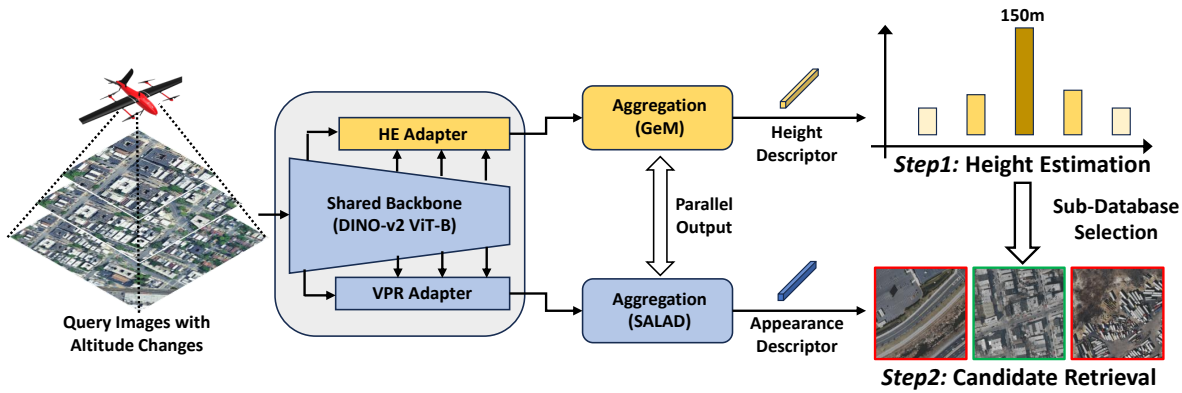 Query Images with
Altitude Changes
HE Adapter
Shared Backbone
(DINO-v2 ViT-B)
VPR Adapter
Aggregation
(GeM)
Parallel
Output
Aggregation
(SALAD)
Height
Descriptor
Appearance
Descriptor
150m
Step1: Height Estimation
Sub-Database
Selection
Step2: Candidate Retrieval